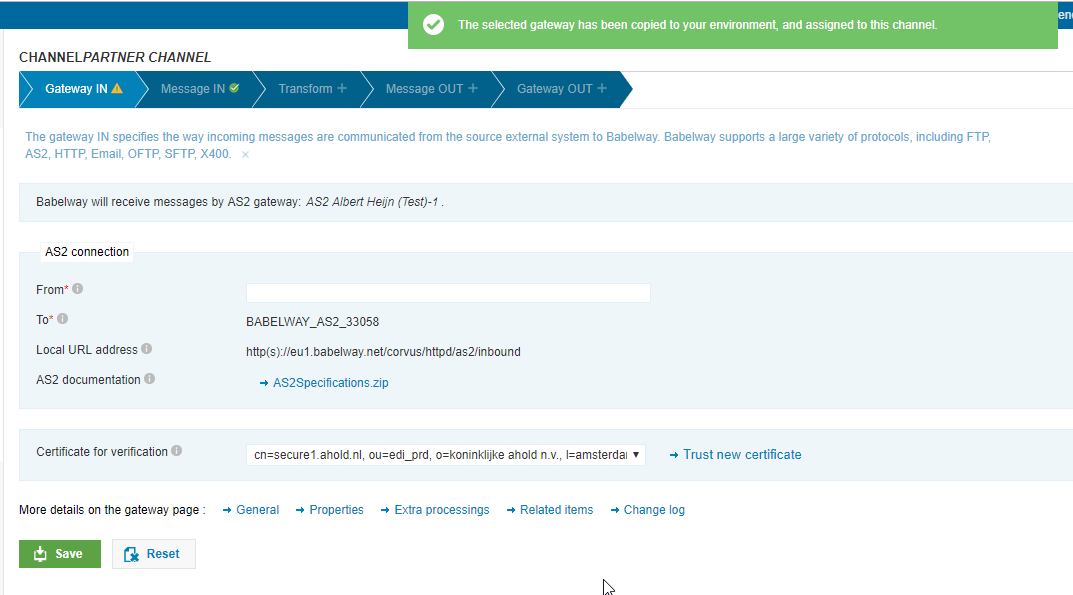 The selected gateway has been copied to your environment, and assigned to this channel.
CHANNELPARTNER CHANNEL
Gateway IN Message IN Transform Message OUT Gateway OUT
The gateway IN specifies the way incoming messages are communicated from the source external system to Babelway. Babelway supports a large variety of protocols, including FTP,
AS2, HTTP, Email, OFTP, SFTP, X400. ×
Babelway will receive messages by AS2 gateway: AS2 Albert Heijn (Test)-1 .
AS2 connection
From*
To* BABELWAY_AS2_33058
Local URL address http(s)://eu1.babelway.net/corvus/httpd/as2/inbound
AS2 documentation AS2Specifications.zip
Certificate for verification cn=secure1.ahold.nl, ou=edi_prd, o=koninklijke ahold n.v., l=amsterdar Trust new certificate
More details on the gateway page : General Properties Extra processings Related items Change log
Save Reset